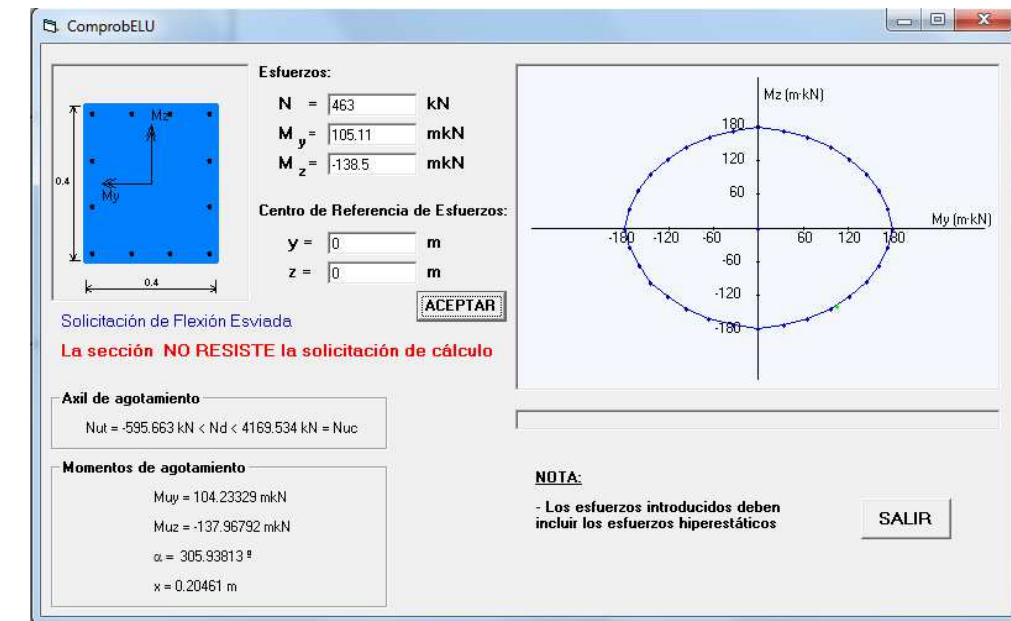 ComprobELU
Mz
My
0.4
0.4
Esfuerzos:
N = 463 kN
M y = 105.11 mkN
M z = -138.5 mkN
Centro de Referencia de Esfuerzos:
y = 0 m
z = 0 m
ACEPTAR
Solicitación de Flexión Esviada
La sección NO RESISTE la solicitación de cálculo
Mz (m·kN)
180
120
60
My (m·kN)
-180 -120 -60 60 120 180
-60
-120
-180
Axil de agotamiento
Nut = -595.663 kN < Nd < 4169.534 kN = Nuc
Momentos de agotamiento
Muy = 104.23329 mkN
Muz = -137.96792 mkN
α = 305.93813 º
x = 0.20461 m
NOTA:
- Los esfuerzos introducidos deben
incluir los esfuerzos hiperestáticos
SALIR